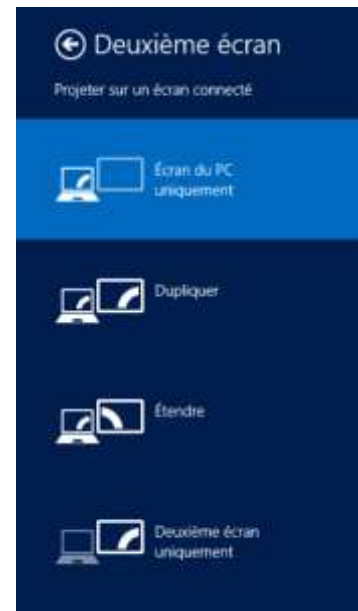 Deuxième écran
Projeter sur un écran connecté
Écran du PC
uniquement
Dupliquer
Étendre
Deuxième écran
uniquement